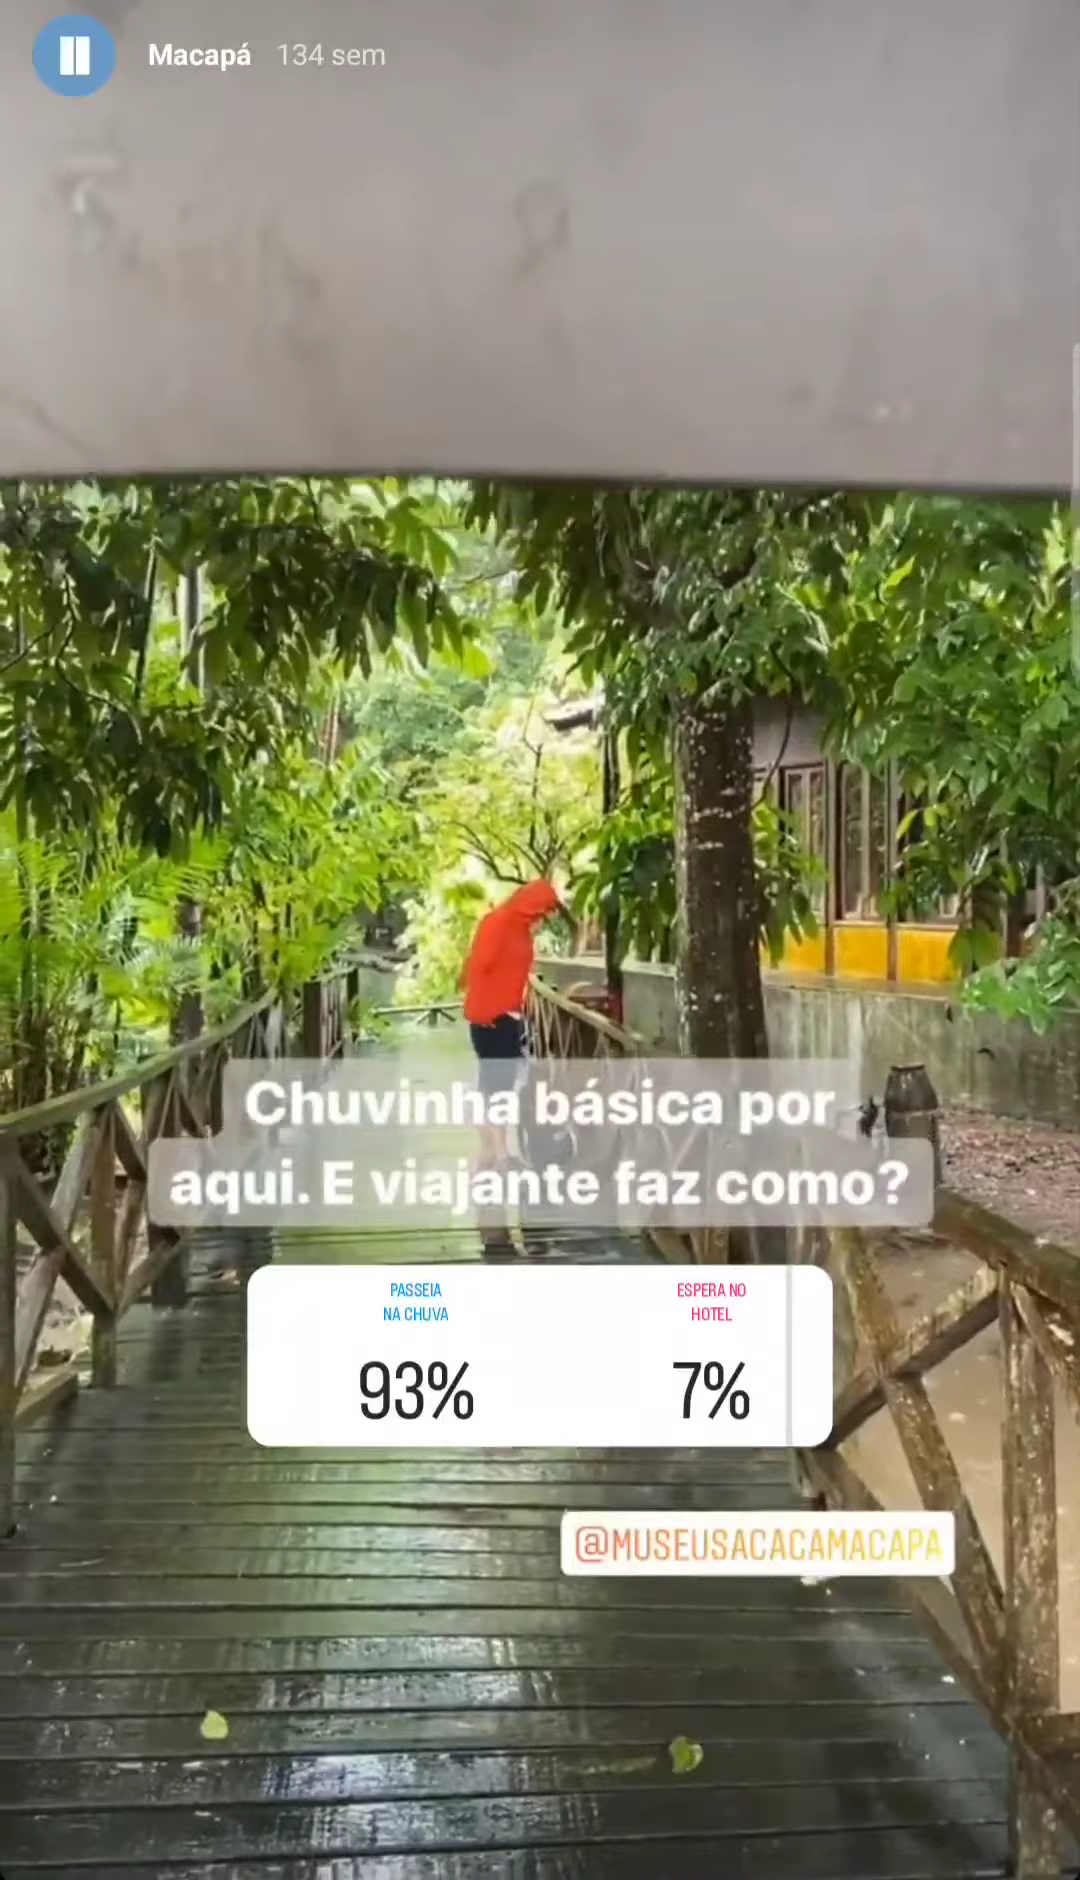 Macapá 134 sem
Chuvinha básica por
aqui. E viajante faz como?
PASSEIA
NA CHUVA
ESPERA NO
HOTEL
93%
7%
@MUSEUSACACAMACAPA